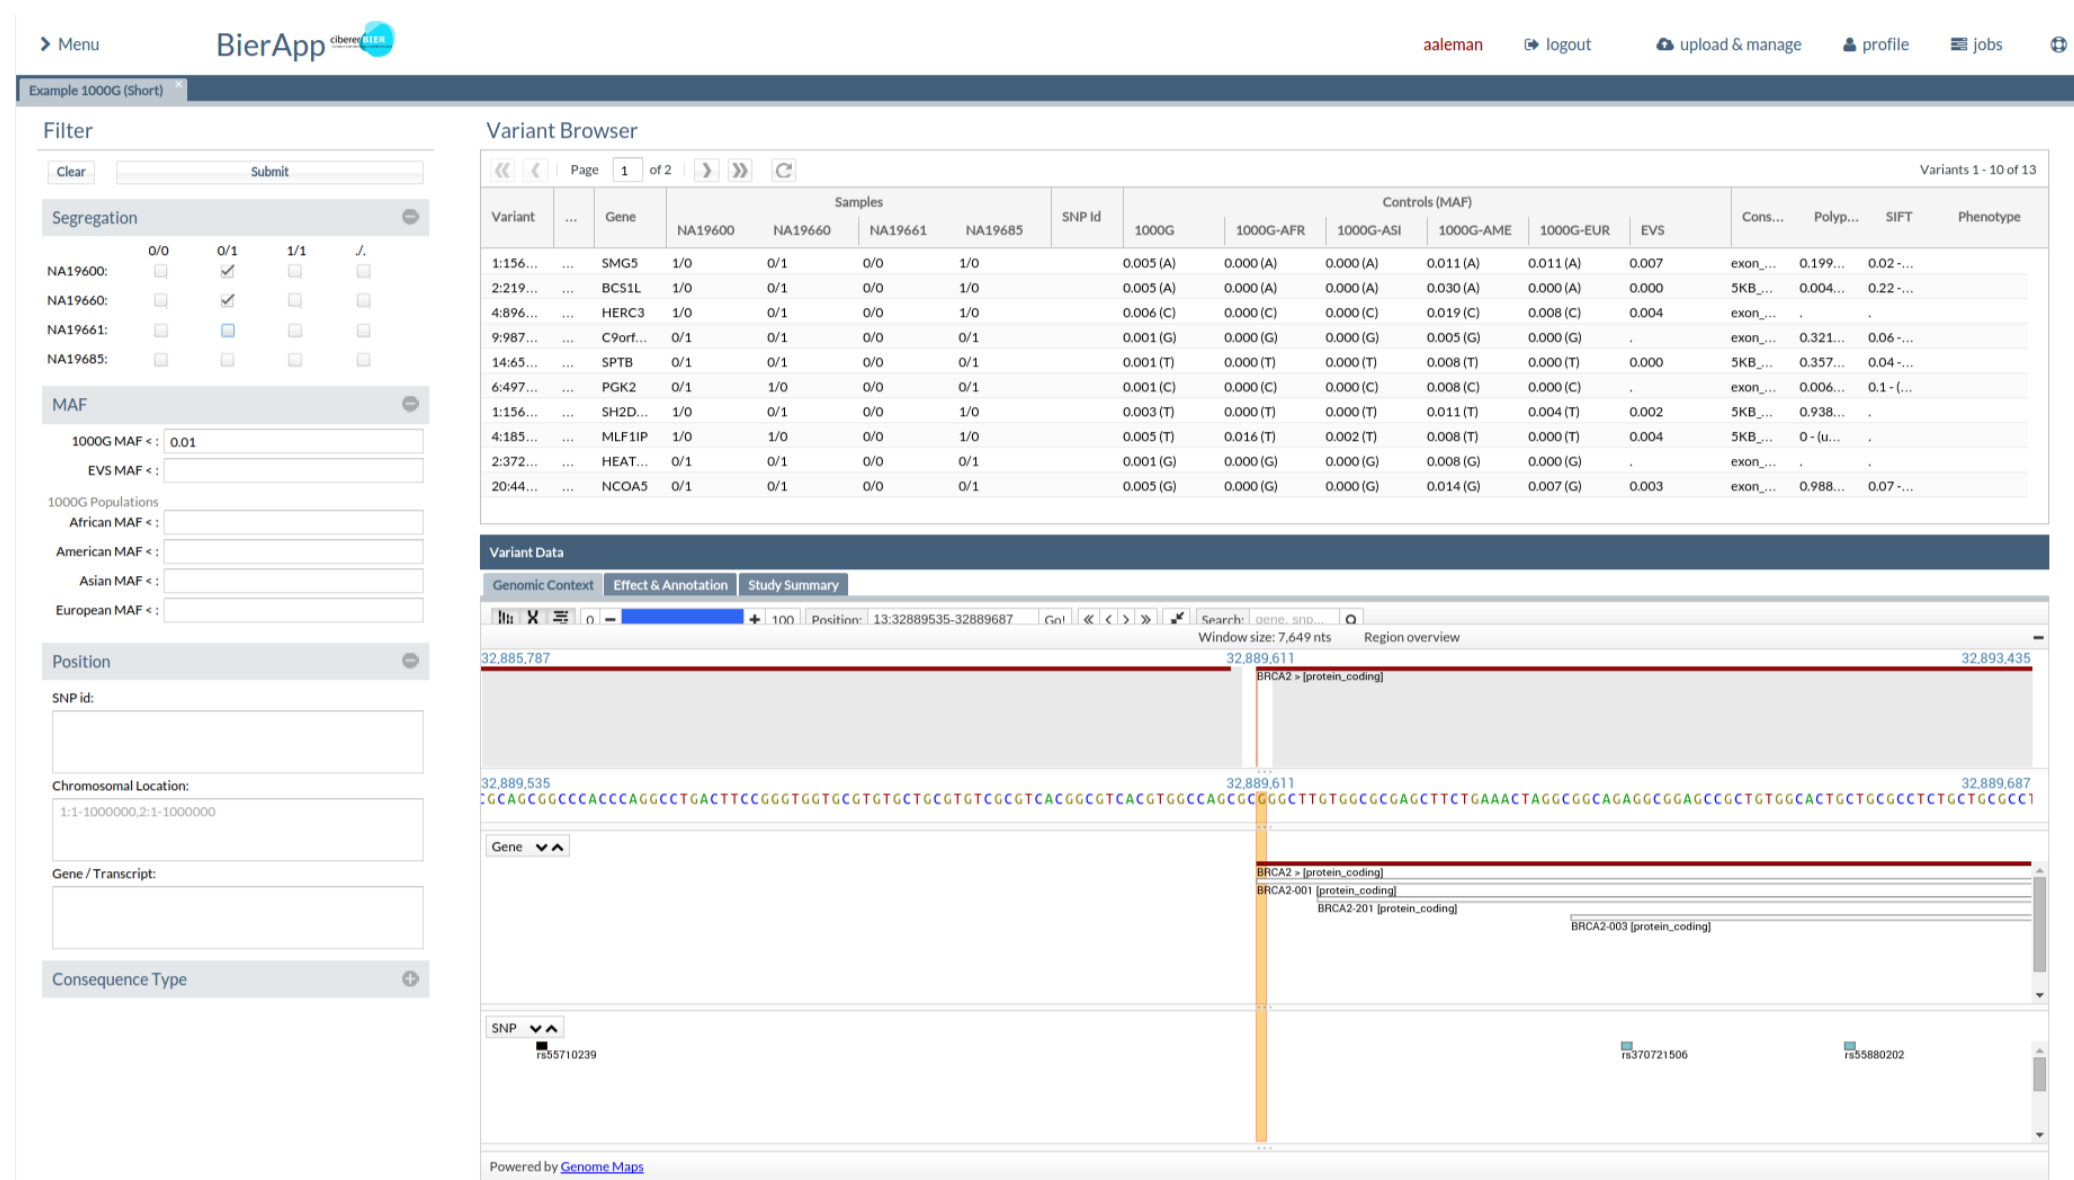 Menu BierApp ciberer BIER aaleman logout upload & manage profile jobs
Example 1000G (Short)
Filter
Clear Submit
Segregation
0/0 0/1 1/1 ./.
NA19600:
NA19660:
NA19661:
NA19685:
MAF
1000G MAF < : 0.01
EVS MAF < :
1000G Populations
African MAF < :
American MAF < :
Asian MAF < :
European MAF < :
Position
SNP id:
Chromosomal Location:
1:1-1000000,2:1-1000000
Gene / Transcript:
Consequence Type
Variant Browser
Page 1 of 2 Variants 1 - 10 of 13
Samples Controls (MAF)
Variant ... Gene NA19600 NA19660 NA19661 NA19685 SNP Id 1000G 1000G-AFR 1000G-ASI 1000G-AME 1000G-EUR EVS Cons... Polyp... SIFT Phenotype
1:156... ... SMG5 1/0 0/1 0/0 1/0 0.005 (A) 0.000 (A) 0.000 (A) 0.011 (A) 0.011 (A) 0.007 exon_... 0.199... 0.02 -...
2:219... ... BCS1L 1/0 0/1 0/0 1/0 0.005 (A) 0.000 (A) 0.000 (A) 0.030 (A) 0.000 (A) 0.000 5KB_... 0.004... 0.22 -...
4:896... ... HERC3 1/0 0/1 0/0 1/0 0.006 (C) 0.000 (C) 0.000 (C) 0.019 (C) 0.008 (C) 0.004 exon_... . .
9:987... ... C9orf... 0/1 0/1 0/0 0/1 0.001 (G) 0.000 (G) 0.000 (G) 0.005 (G) 0.000 (G) . exon_... 0.321... 0.06 -...
14:65... ... SPTB 0/1 0/1 0/0 0/1 0.001 (T) 0.000 (T) 0.000 (T) 0.008 (T) 0.000 (T) 0.000 5KB_... 0.357... 0.04 -...
6:497... ... PGK2 0/1 1/0 0/0 0/1 0.001 (C) 0.000 (C) 0.000 (C) 0.008 (C) 0.000 (C) . exon_... 0.006... 0.1 - (...
1:156... ... SH2D... 1/0 0/1 0/0 1/0 0.003 (T) 0.000 (T) 0.000 (T) 0.011 (T) 0.004 (T) 0.002 5KB_... 0.938... .
4:185... ... MLF1IP 1/0 1/0 0/0 1/0 0.005 (T) 0.016 (T) 0.002 (T) 0.008 (T) 0.000 (T) 0.004 5KB_... 0 - (u... .
2:372... ... HEAT... 0/1 0/1 0/0 0/1 0.001 (G) 0.000 (G) 0.000 (G) 0.008 (G) 0.000 (G) . exon_... . .
20:44... ... NCOA5 0/1 0/1 0/0 0/1 0.005 (G) 0.000 (G) 0.000 (G) 0.014 (G) 0.007 (G) 0.003 exon_... 0.988... 0.07 -...
Variant Data
Genomic Context Effect & Annotation Study Summary
0 100 Position: 13:32889535-32889687 Go! Search: gene, snp...
Window size: 7,649 nts Region overview
32,885,787 32,889,611 32,893,435
BRCA2 > [protein_coding]
32,889,535 32,889,611 32,889,687
CGCAGCGGCCCACCCAGGCCTGACTTCCGGGTGGTGCGTGTGCTGCGTGTCGCGTCACGGCGTCACGTGGCCAGCGCGGGCTTGTGGCGCGAGCTTCTGAAACTAGGCGGCAGAGGCGGAGCCGCTGTGGCACTGCTGCGCCTCTGCTGCGCCT
Gene
BRCA2 > [protein_coding]
BRCA2-001 [protein_coding]
BRCA2-201 [protein_coding]
BRCA2-003 [protein_coding]
SNP
rs55710239 rs370721506 rs55880202
Powered by Genome Maps